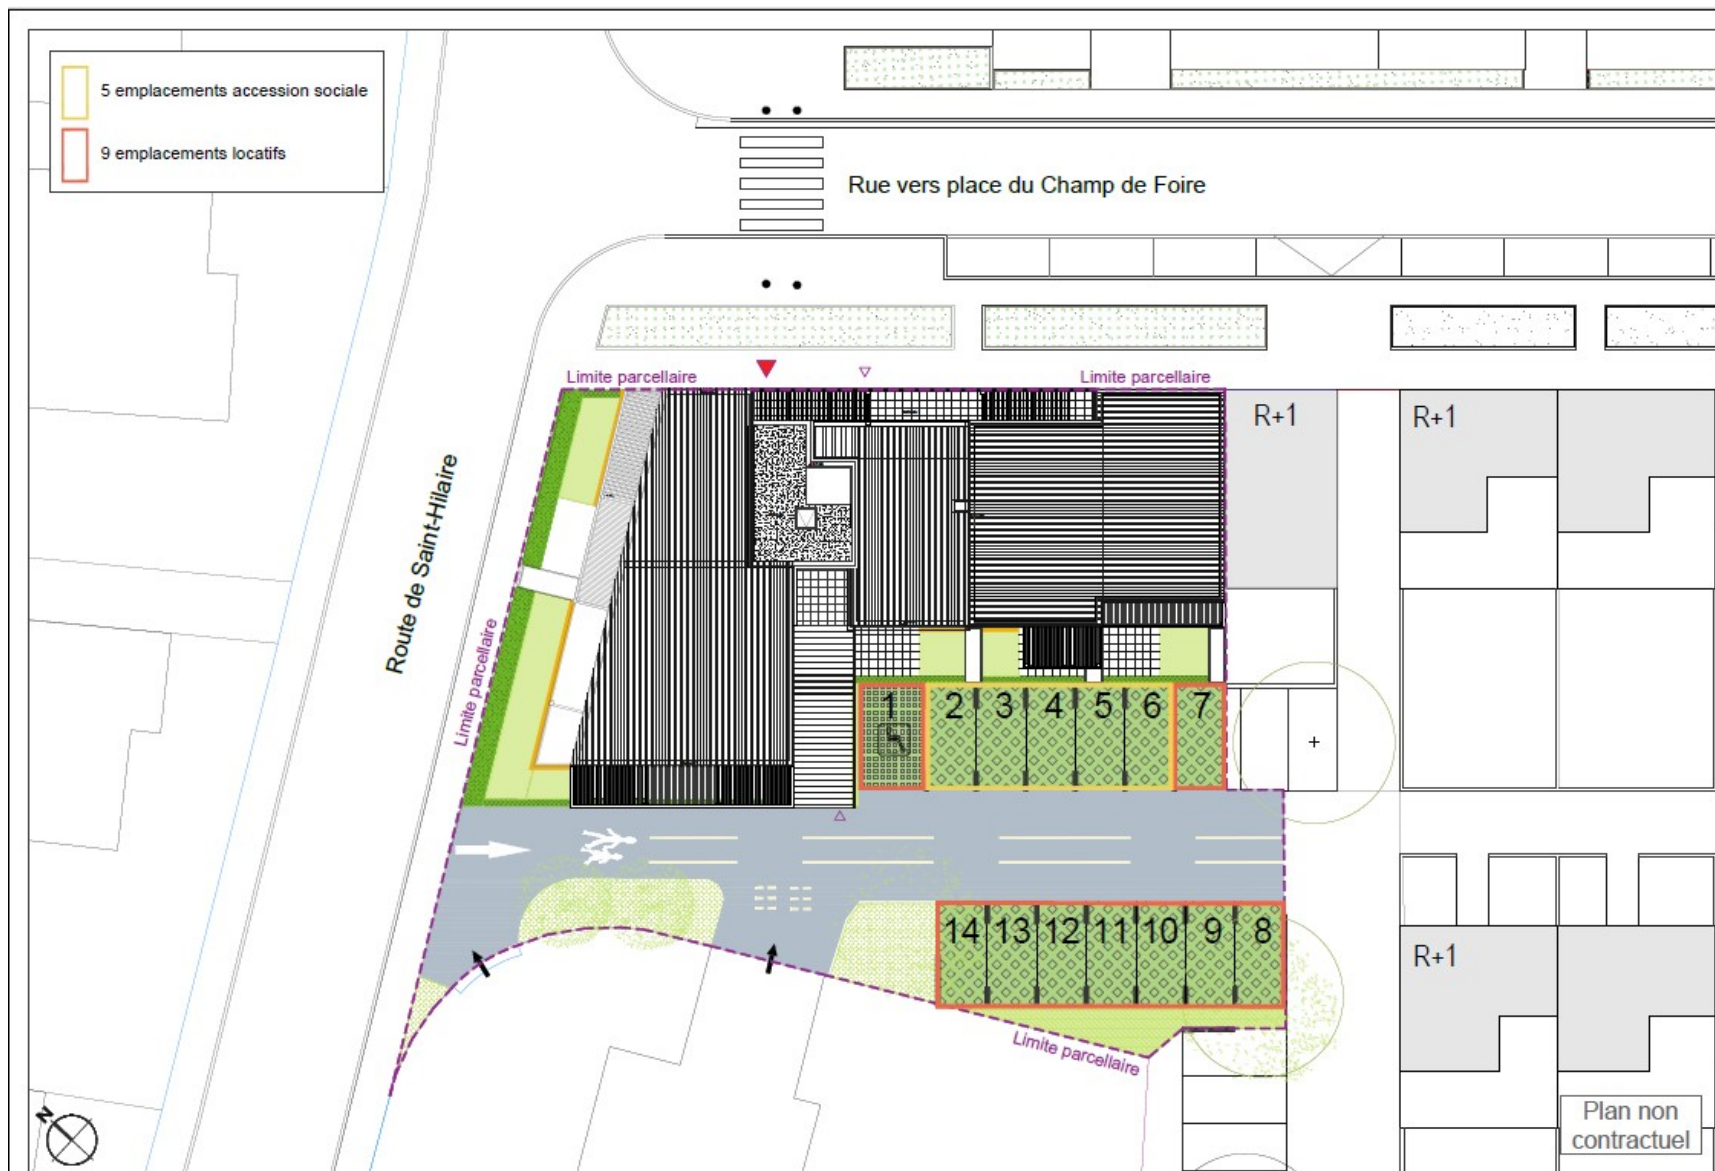 5 emplacements accession sociale
9 emplacements locatifs
Rue vers place du Champ de Foire
Limite parcellaire
Limite parcellaire
R+1
R+1
Route de Saint-Hilaire
Limite parcellaire
1 2 3 4 5 6 7
14 13 12 11 10 9 8
R+1
Limite parcellaire
N
Plan non
contractuel